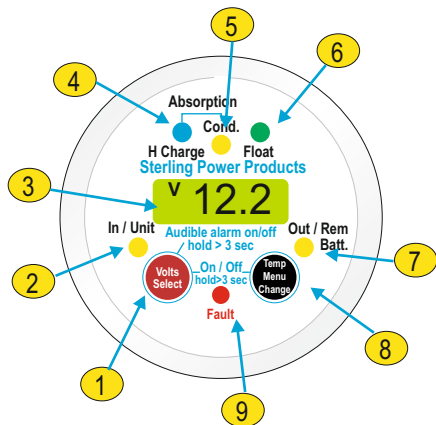 5
6
4
Absorption
Cond.
H Charge
Float
Sterling Power Products
3
V 12.2
In / Unit
Out / Rem
Batt.
Audible alarm on/off
hold > 3 sec
2
7
Volts
Select
On / Off
hold>3 sec
Temp
Menu
Change
Fault
1
8
9